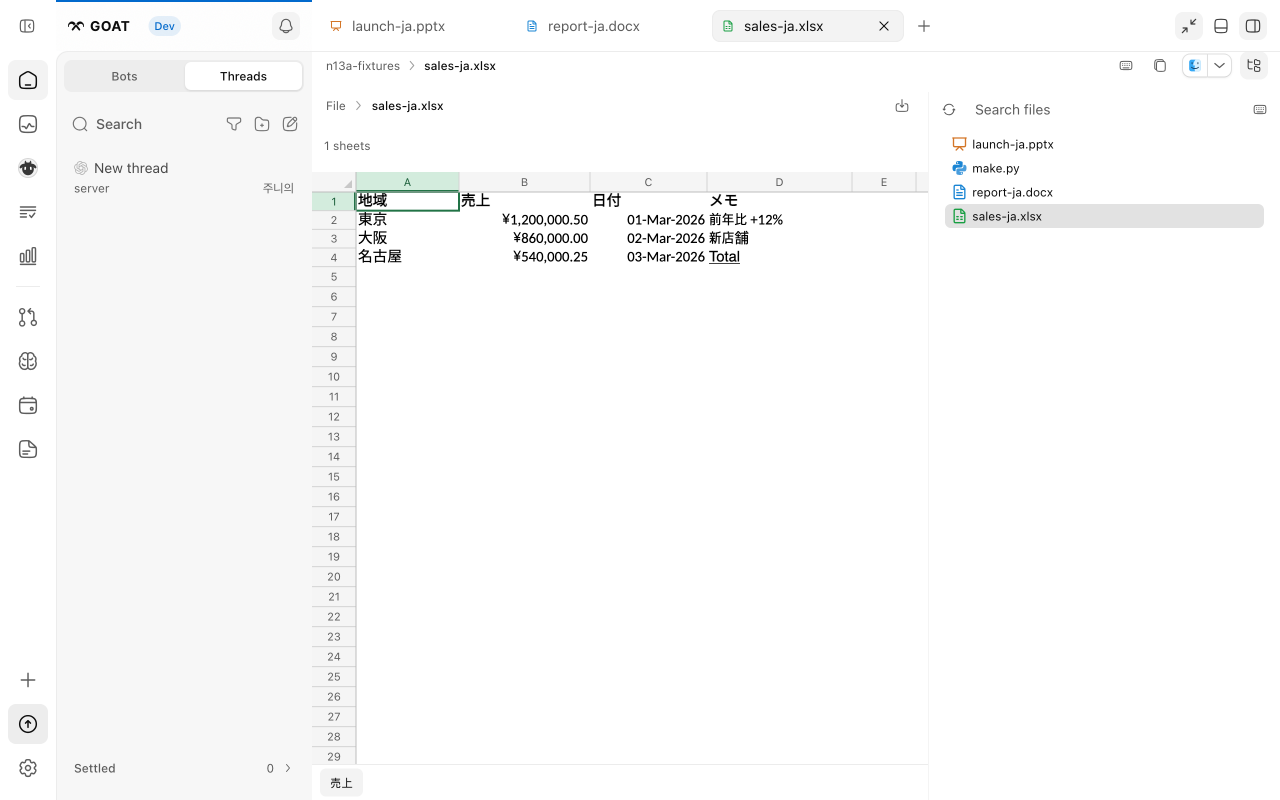 GOAT
Dev
launch-ja.pptx
report-ja.docx
sales-ja.xlsx
Bots
Threads
Search
New thread
server
주니의
Settled
0
n13a-fixtures
sales-ja.xlsx
File
sales-ja.xlsx
1 sheets
A B C D E
1 地域 売上 日付 メモ
2 東京 ¥1,200,000.50 01-Mar-2026 前年比 +12%
3 大阪 ¥860,000.00 02-Mar-2026 新店舗
4 名古屋 ¥540,000.25 03-Mar-2026 Total
5
6
7
8
9
10
11
12
13
14
15
16
17
18
19
20
21
22
23
24
25
26
27
28
29
売上
Search files
launch-ja.pptx
make.py
report-ja.docx
sales-ja.xlsx